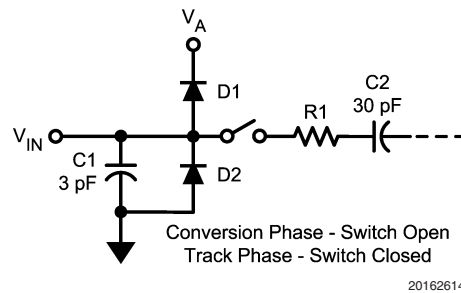 VA
D1
C2
30 pF
R1
VIN
C1
3 pF
D2
Conversion Phase - Switch Open
Track Phase - Switch Closed
20162614